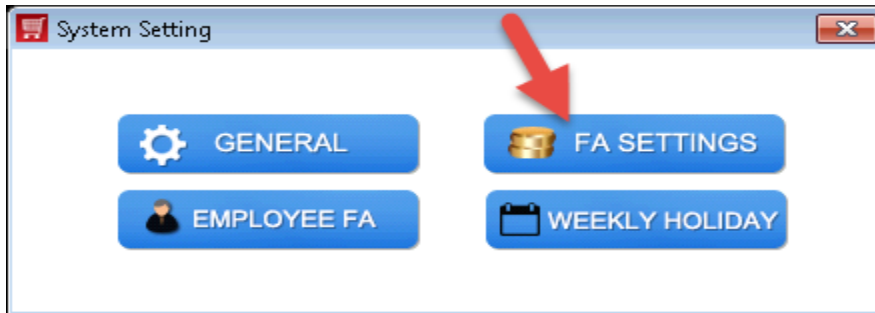 System Setting
GENERAL
FA SETTINGS
EMPLOYEE FA
WEEKLY HOLIDAY